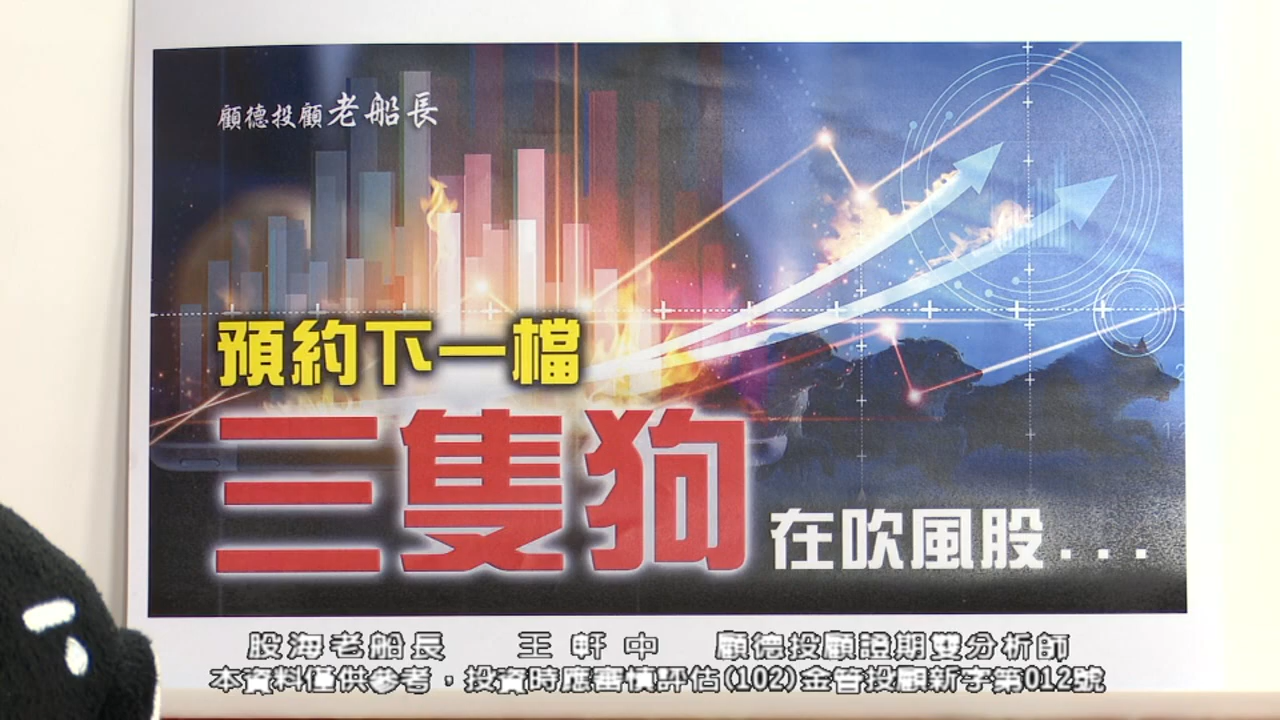 顧德投顧老船長
預約下一檔
三隻狗
在吹風股...
股海老船長 王軒中 顧德投顧證期雙分析師
本資料僅供參考，投資時應審慎評估(102)金管投顧新字第012號